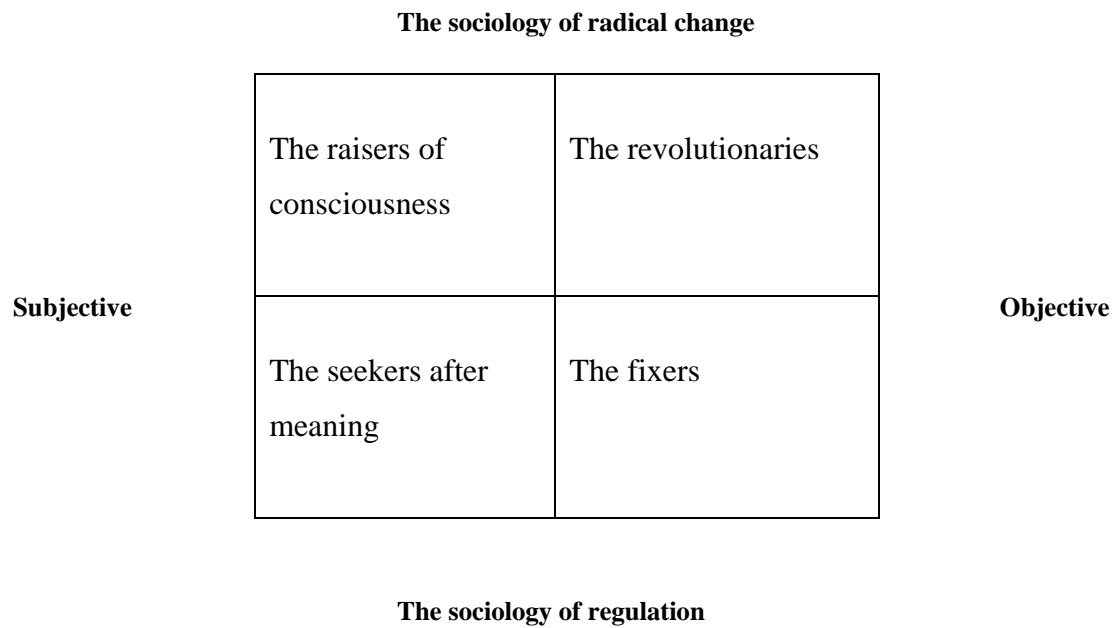 The sociology of radical change
The raisers of
consciousness
The revolutionaries
Subjective
Objective
The seekers after
meaning
The fixers
The sociology of regulation